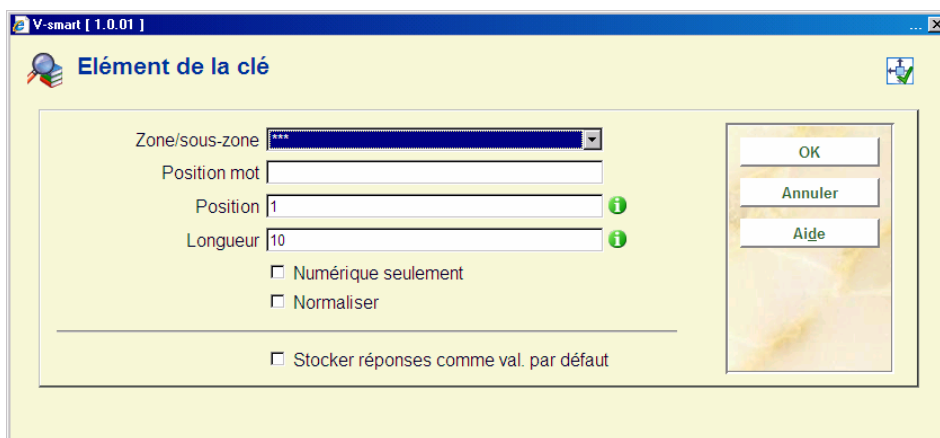 V-smart [ 1.0.01 ]
...
Elément de la clé
Zone/sous-zone ***
Position mot
Position 1
Longueur 10
Numérique seulement
Normaliser
Stocker réponses comme val. par défaut
OK
Annuler
Aide